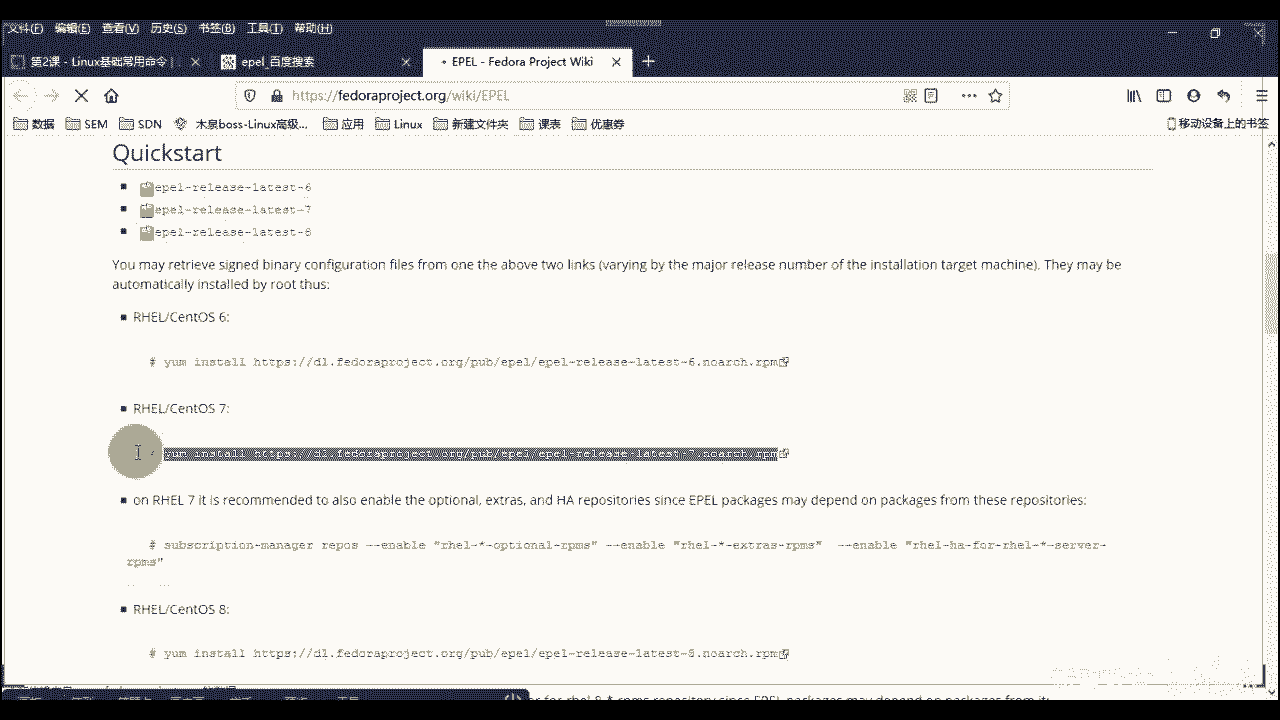 文件(F) 编辑(E) 查看(V) 历史(S) 书签(B) 工具(T) 帮助(H)
第2课 - Linux基础常用命令 | epel_百度搜索 EPEL - Fedora Project Wiki
https://fedoraproject.org/wiki/EPEL
数据 SEM SDN 木泉boss-Linux高级... 应用 Linux 新建文件夹 课表 优惠券 移动设备上的书签
Quickstart
epel-release-latest-6
epel-release-latest-7
epel-release-latest-8
You may retrieve signed binary configuration files from one the above two links (varying by the major release number of the installation target machine). They may be
automatically installed by root thus:
RHEL/CentOS 6:
# yum install https://dl.fedoraproject.org/pub/epel/epel-release-latest-6.noarch.rpm
RHEL/CentOS 7:
yum install https://dl.fedoraproject.org/pub/epel/epel-release-latest-7.noarch.rpm
on RHEL 7 it is recommended to also enable the optional, extras, and HA repositories since EPEL packages may depend on packages from these repositories:
# subscription-manager repos --enable "rhel-*-optional-rpms" --enable "rhel-*-extras-rpms" --enable "rhel-ha-for-rhel-*-server-
rpms"
RHEL/CentOS 8:
# yum install https://dl.fedoraproject.org/pub/epel/epel-release-latest-8.noarch.rpm